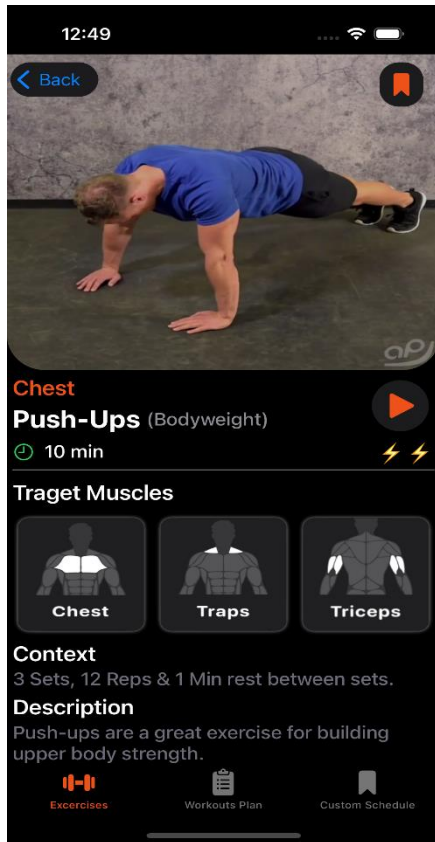 12:49
Back
ap
Chest
Push-Ups (Bodyweight)
10 min
Traget Muscles
Chest Traps Triceps
Context
3 Sets, 12 Reps & 1 Min rest between sets.
Description
Push-ups are a great exercise for building
upper body strength.
Excercises Workouts Plan Custom Schedule